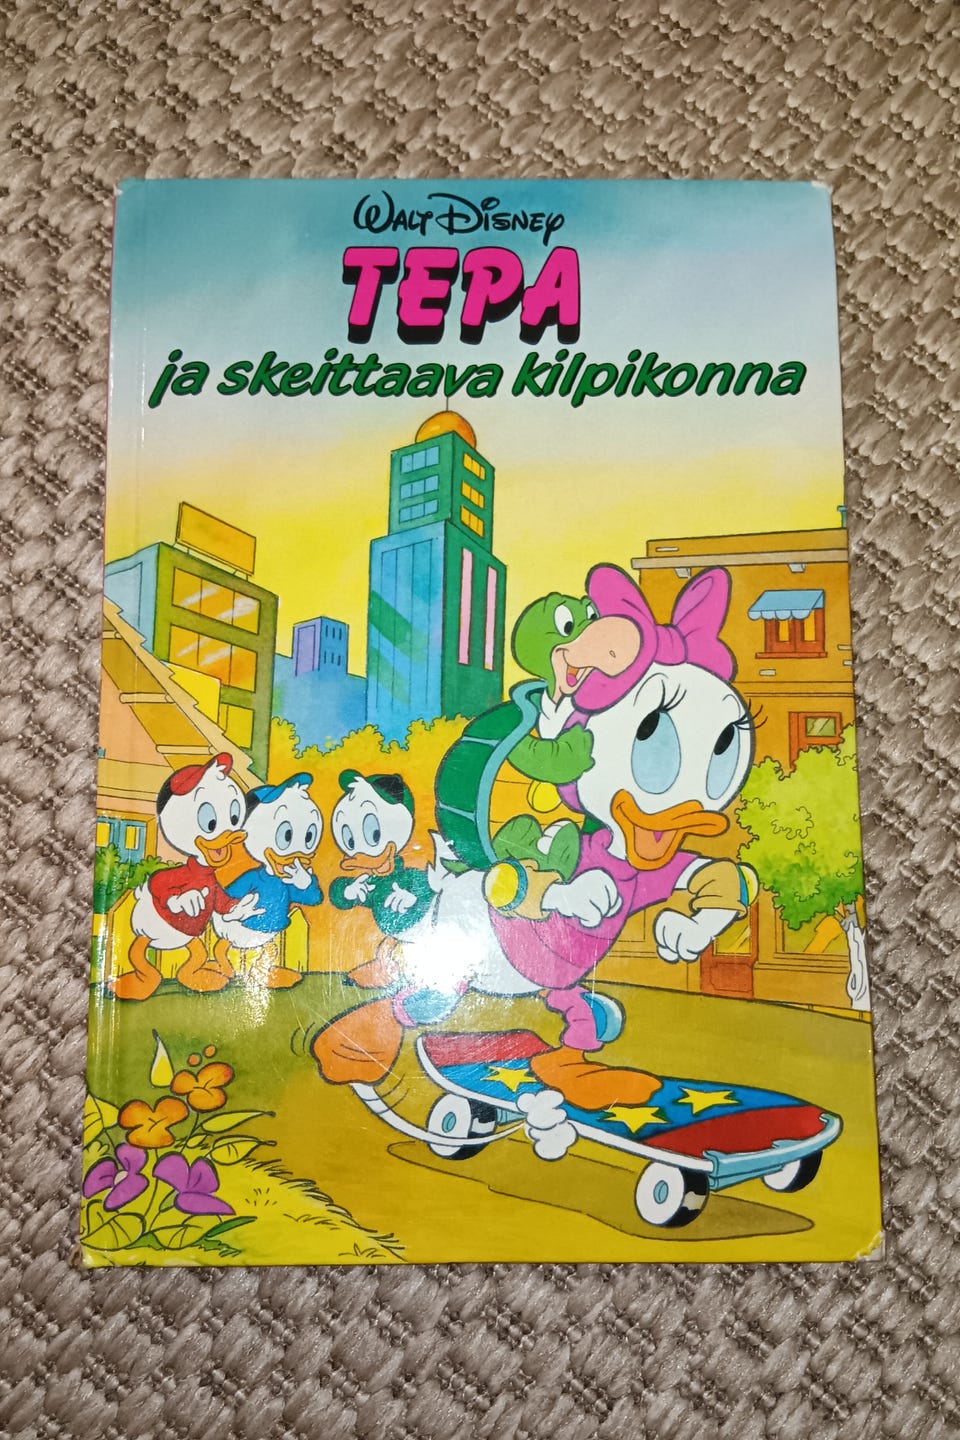 WALT DISNEY
TEPA
ja skeittaava kilpikonna